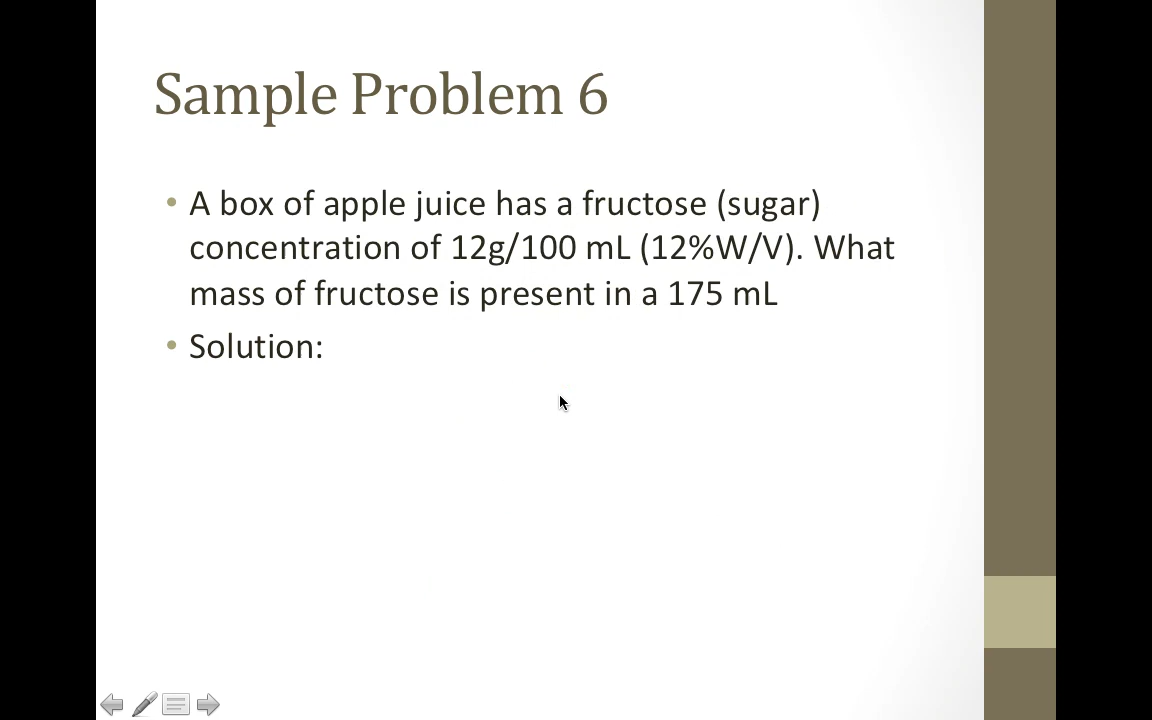 Sample Problem 6
• A box of apple juice has a fructose (sugar)
concentration of 12g/100 mL (12%W/V). What
mass of fructose is present in a 175 mL
• Solution: